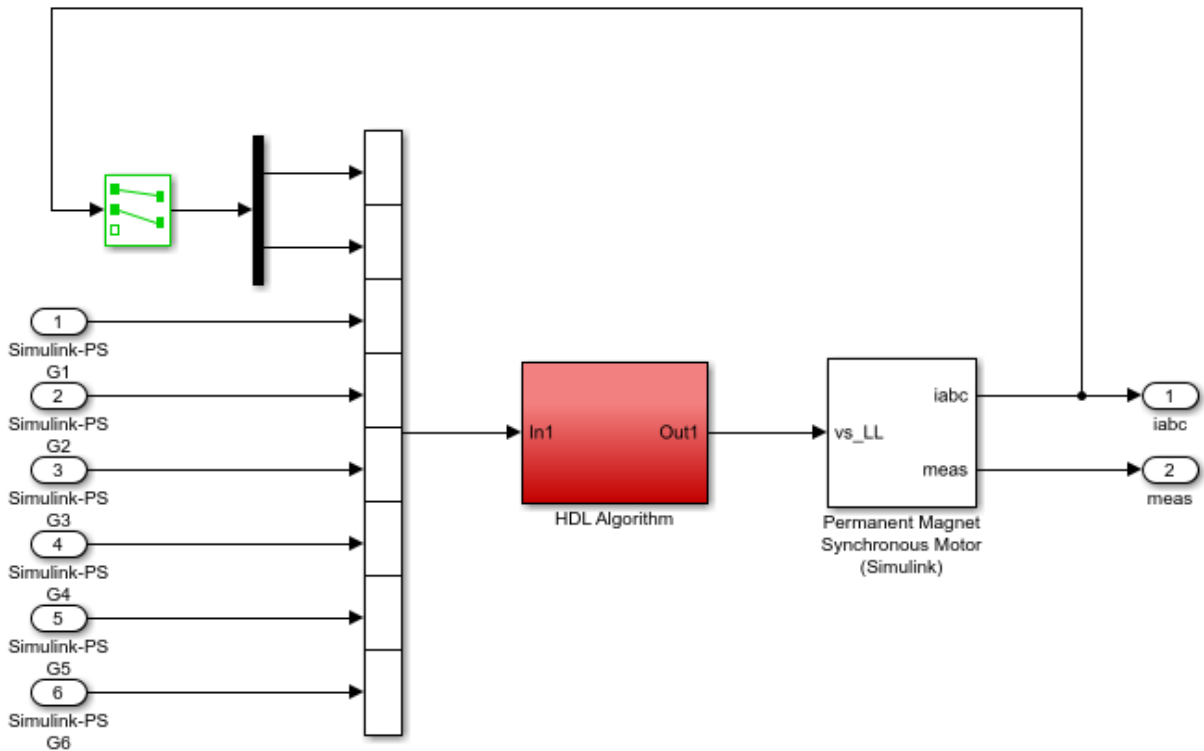 1
Simulink-PS
G1
2
Simulink-PS
G2
3
Simulink-PS
G3
4
Simulink-PS
G4
5
Simulink-PS
G5
6
Simulink-PS
G6
In1
Out1
HDL Algorithm
vs_LL
iabc
meas
Permanent Magnet
Synchronous Motor
(Simulink)
1
iabc
2
meas